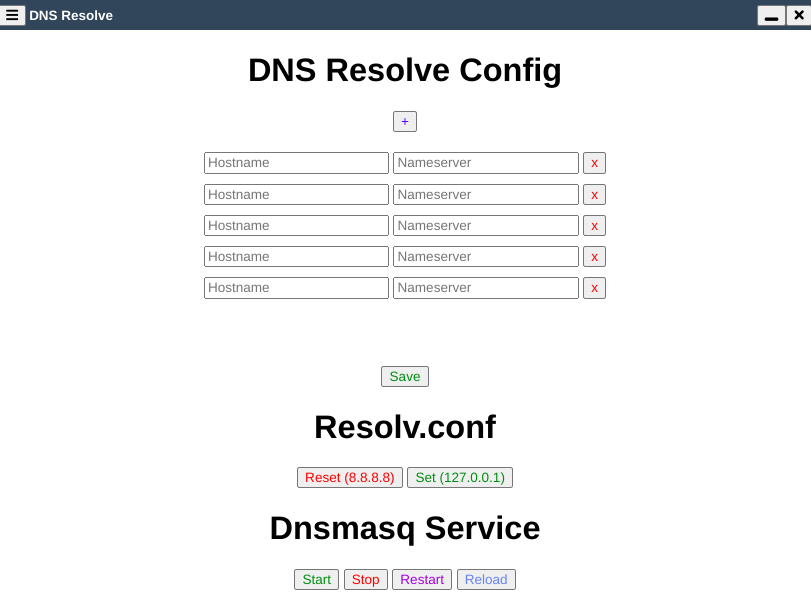 DNS Resolve
DNS Resolve Config
+
Hostname Nameserver x
Hostname Nameserver x
Hostname Nameserver x
Hostname Nameserver x
Hostname Nameserver x
Save
Resolv.conf
Reset (8.8.8.8) Set (127.0.0.1)
Dnsmasq Service
Start Stop Restart Reload